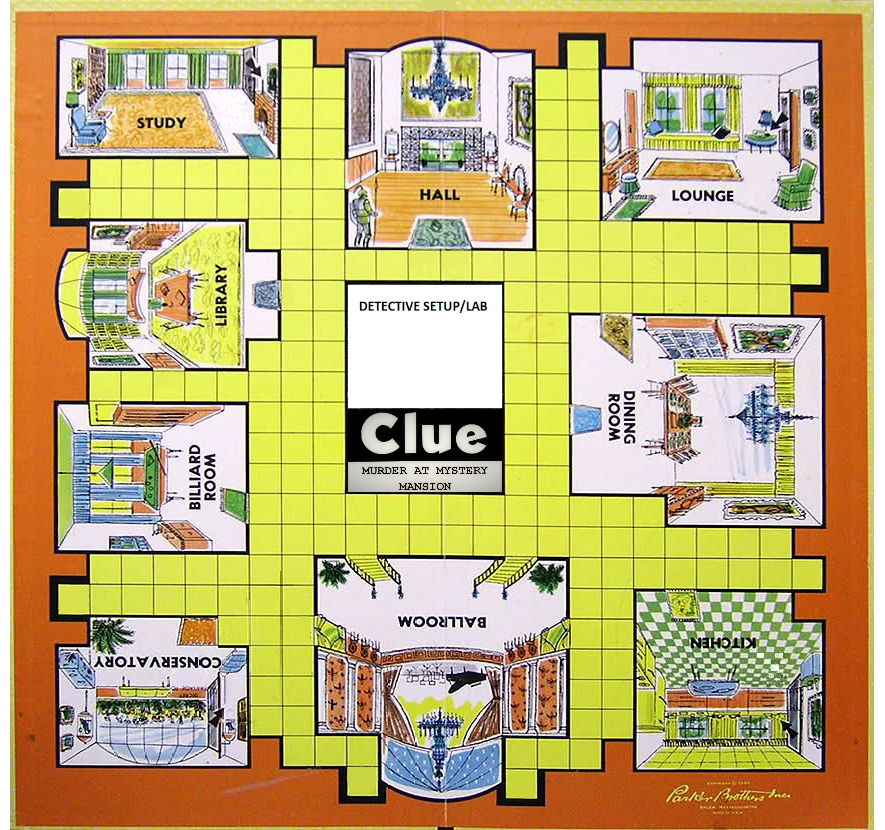 STUDY
HALL
LOUNGE
LIBRARY
DETECTIVE SETUP/LAB
Clue
MURDER AT MYSTERY
MANSION
DINING
ROOM
BILLIARD
ROOM
BALLROOM
CONSERVATORY
KITCHEN
Parker Brothers Inc.